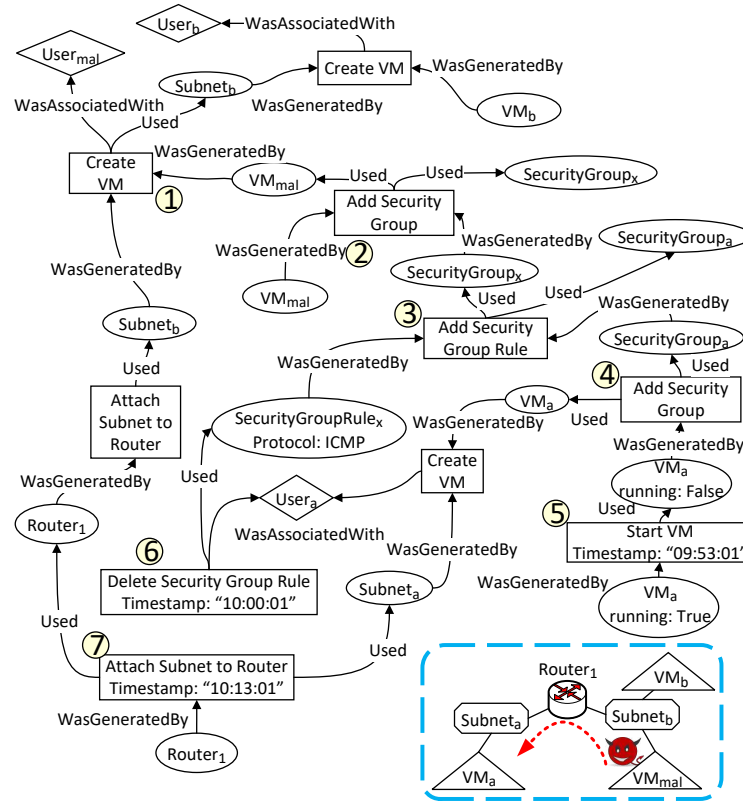 User_b
WasAssociatedWith
User_mal
Create VM
WasGeneratedBy
Subnet_b
WasAssociatedWith
WasGeneratedBy
VM_b
Used
Create
VM
WasGeneratedBy
Used
Used
VM_mal
SecurityGroup_x
1
Add Security
Group
WasGeneratedBy
2
WasGeneratedBy
SecurityGroup_a
WasGeneratedBy
SecurityGroup_x
VM_mal
Used
Used
WasGeneratedBy
3
Subnet_b
Add Security
Group Rule
SecurityGroup_a
WasGeneratedBy
Used
Used
4
Add Security
Group
Attach
Subnet to
Router
VM_a
Used
SecurityGroupRule_x
Protocol: ICMP
WasGeneratedBy
WasGeneratedBy
Create
VM
VM_a
running: False
WasGeneratedBy
Used
User_a
Used
Router_1
5
WasAssociatedWith
Start VM
Timestamp: “09:53:01”
6
WasGeneratedBy
Delete Security Group Rule
Timestamp: “10:00:01”
Subnet_a
WasGeneratedBy
VM_a
running: True
Used
Used
7
Attach Subnet to Router
Timestamp: “10:13:01”
WasGeneratedBy
Router_1
Router_1
VM_b
Subnet_a
Subnet_b
VM_a
VM_mal